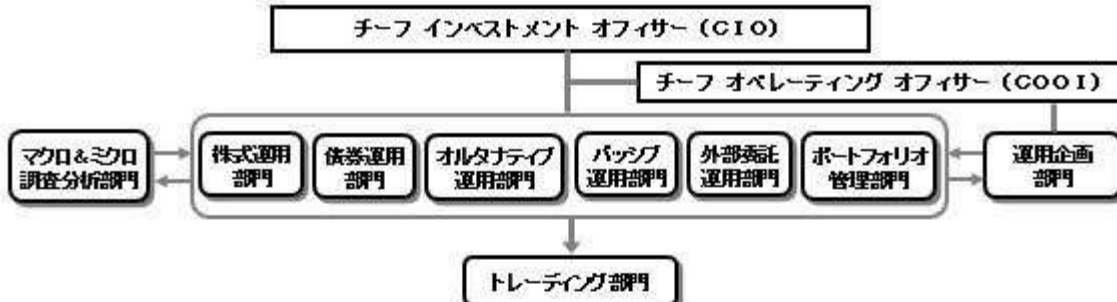 チーフ インベストメント オフィサー (CIO)
チーフ オペレーティング オフィサー (COOI)
マクロ&ミクロ
調査分析部門
株式運用
部門
債券運用
部門
オルタナティブ
運用部門
パッシブ
運用部門
外部委託
運用部門
ポートフォリオ
管理部門
運用企画
部門
トレーディング部門